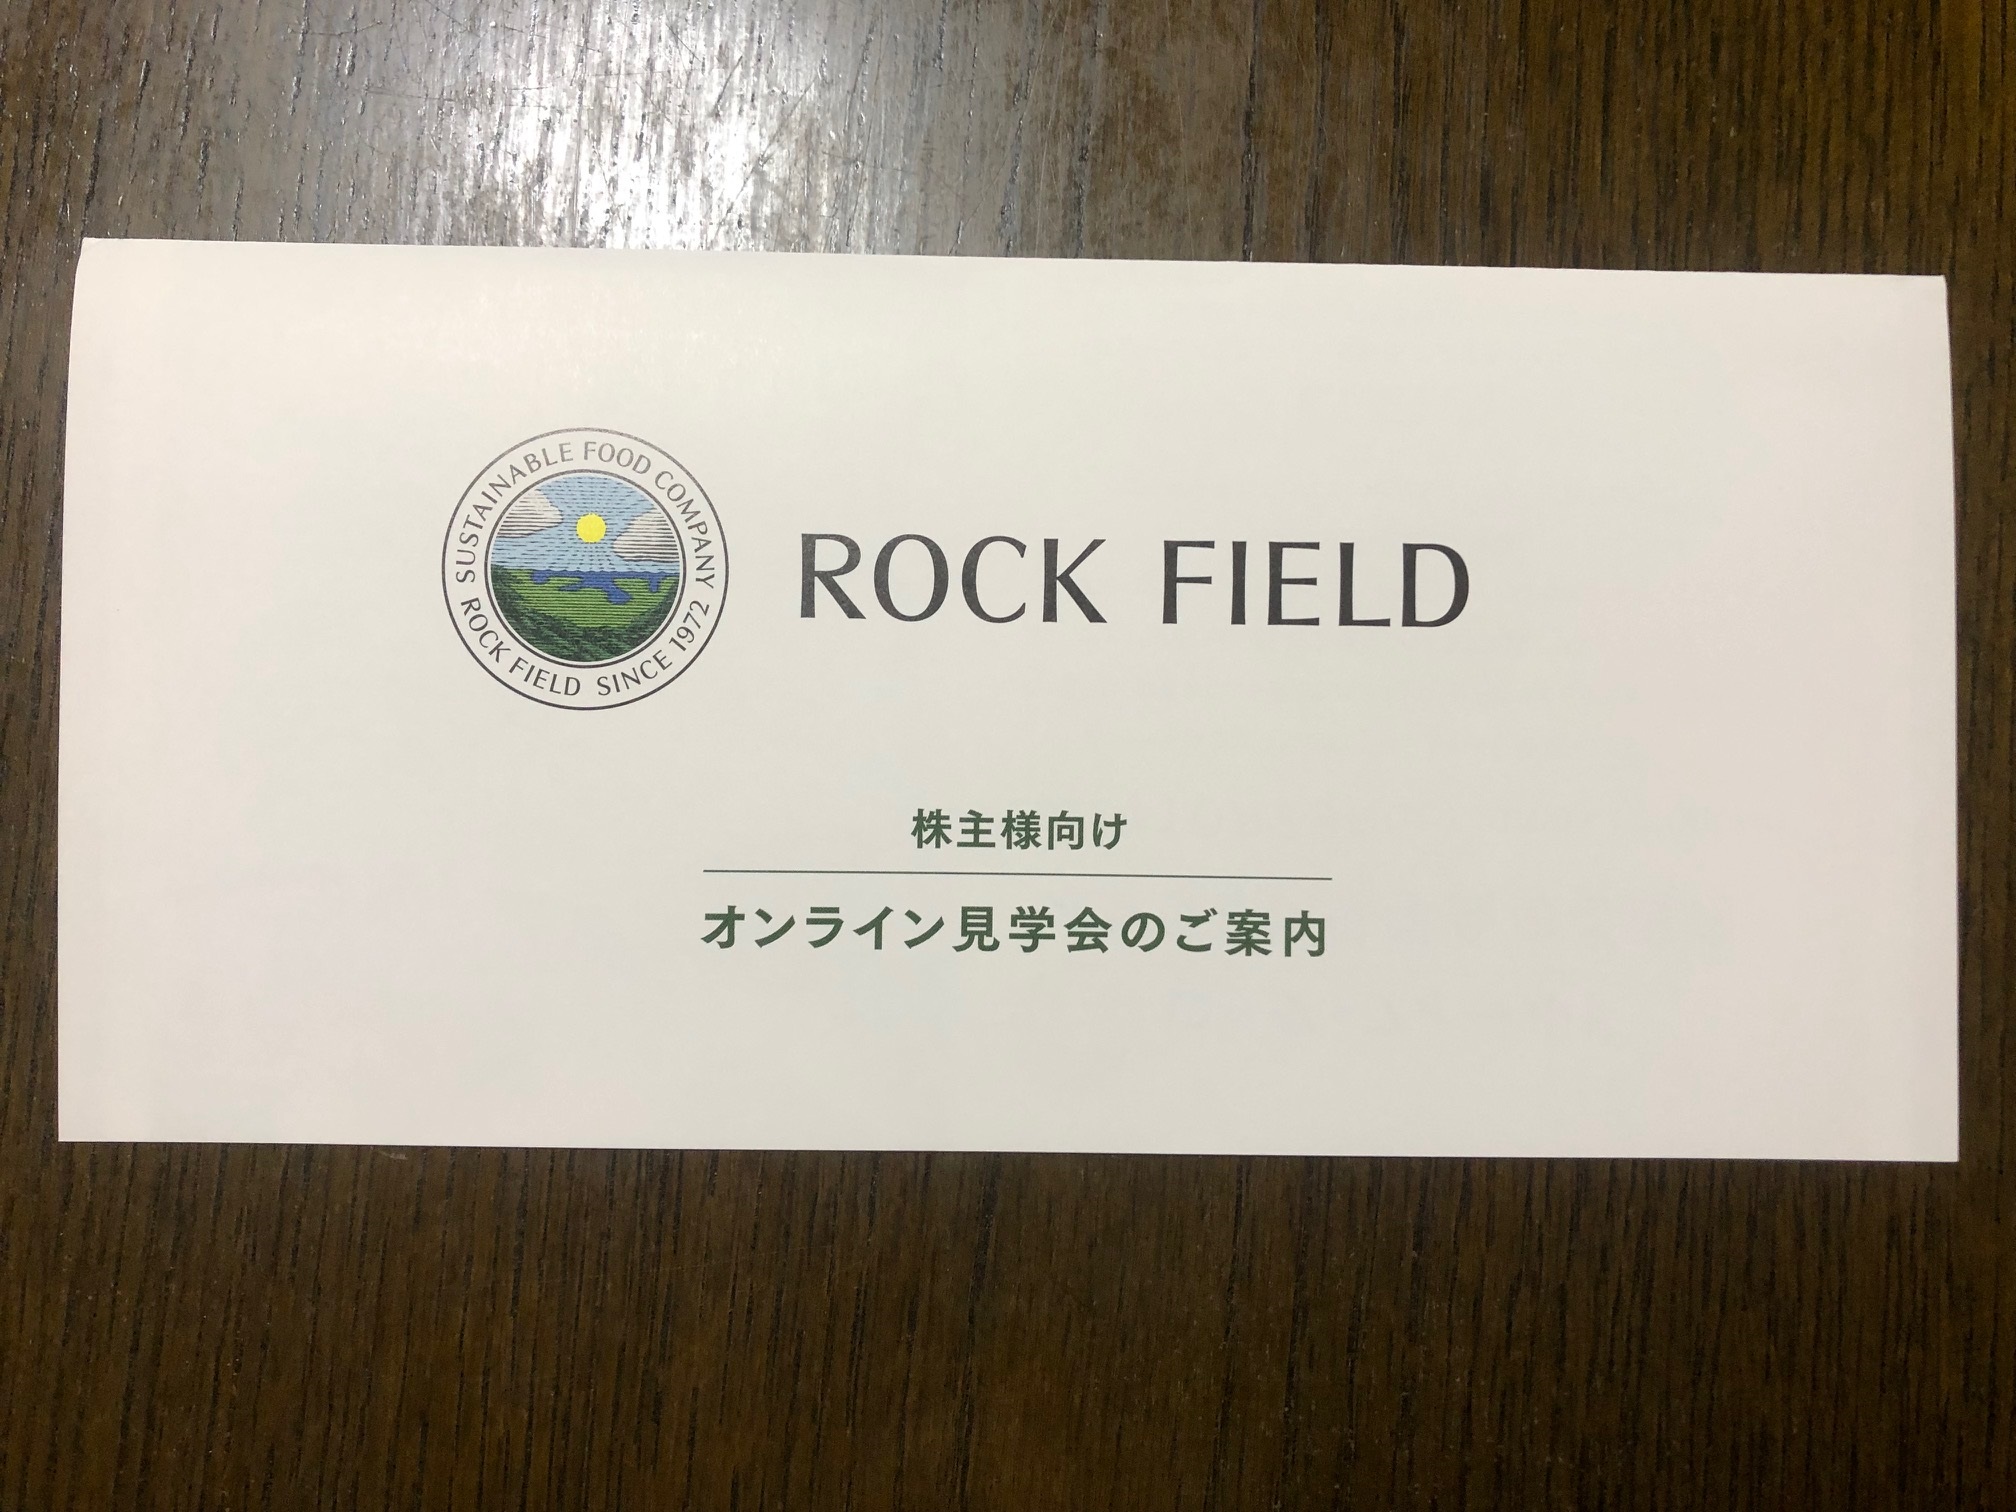 SUSTAINABLE FOOD COMPANY
ROCK FIELD SINCE 1972
ROCK FIELD
株主様向け
オンライン見学会のご案内